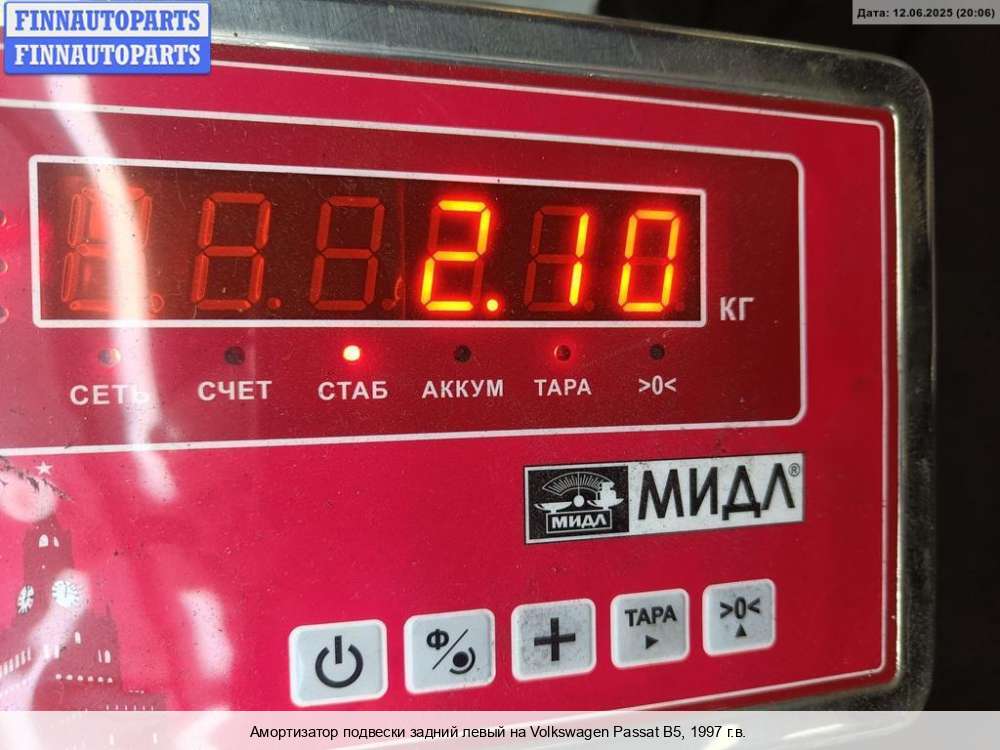 FINNAUTOPARTS
FINNAUTOPARTS
Дата: 12.06.2025 (20:06)
2.10
КГ
СЕТЬ СЧЕТ СТАБ АККУМ ТАРА >0<
МИДЛ МИДЛ®
Ф ТАРА >0<
Амортизатор подвески задний левый на Volkswagen Passat B5, 1997 г.в.